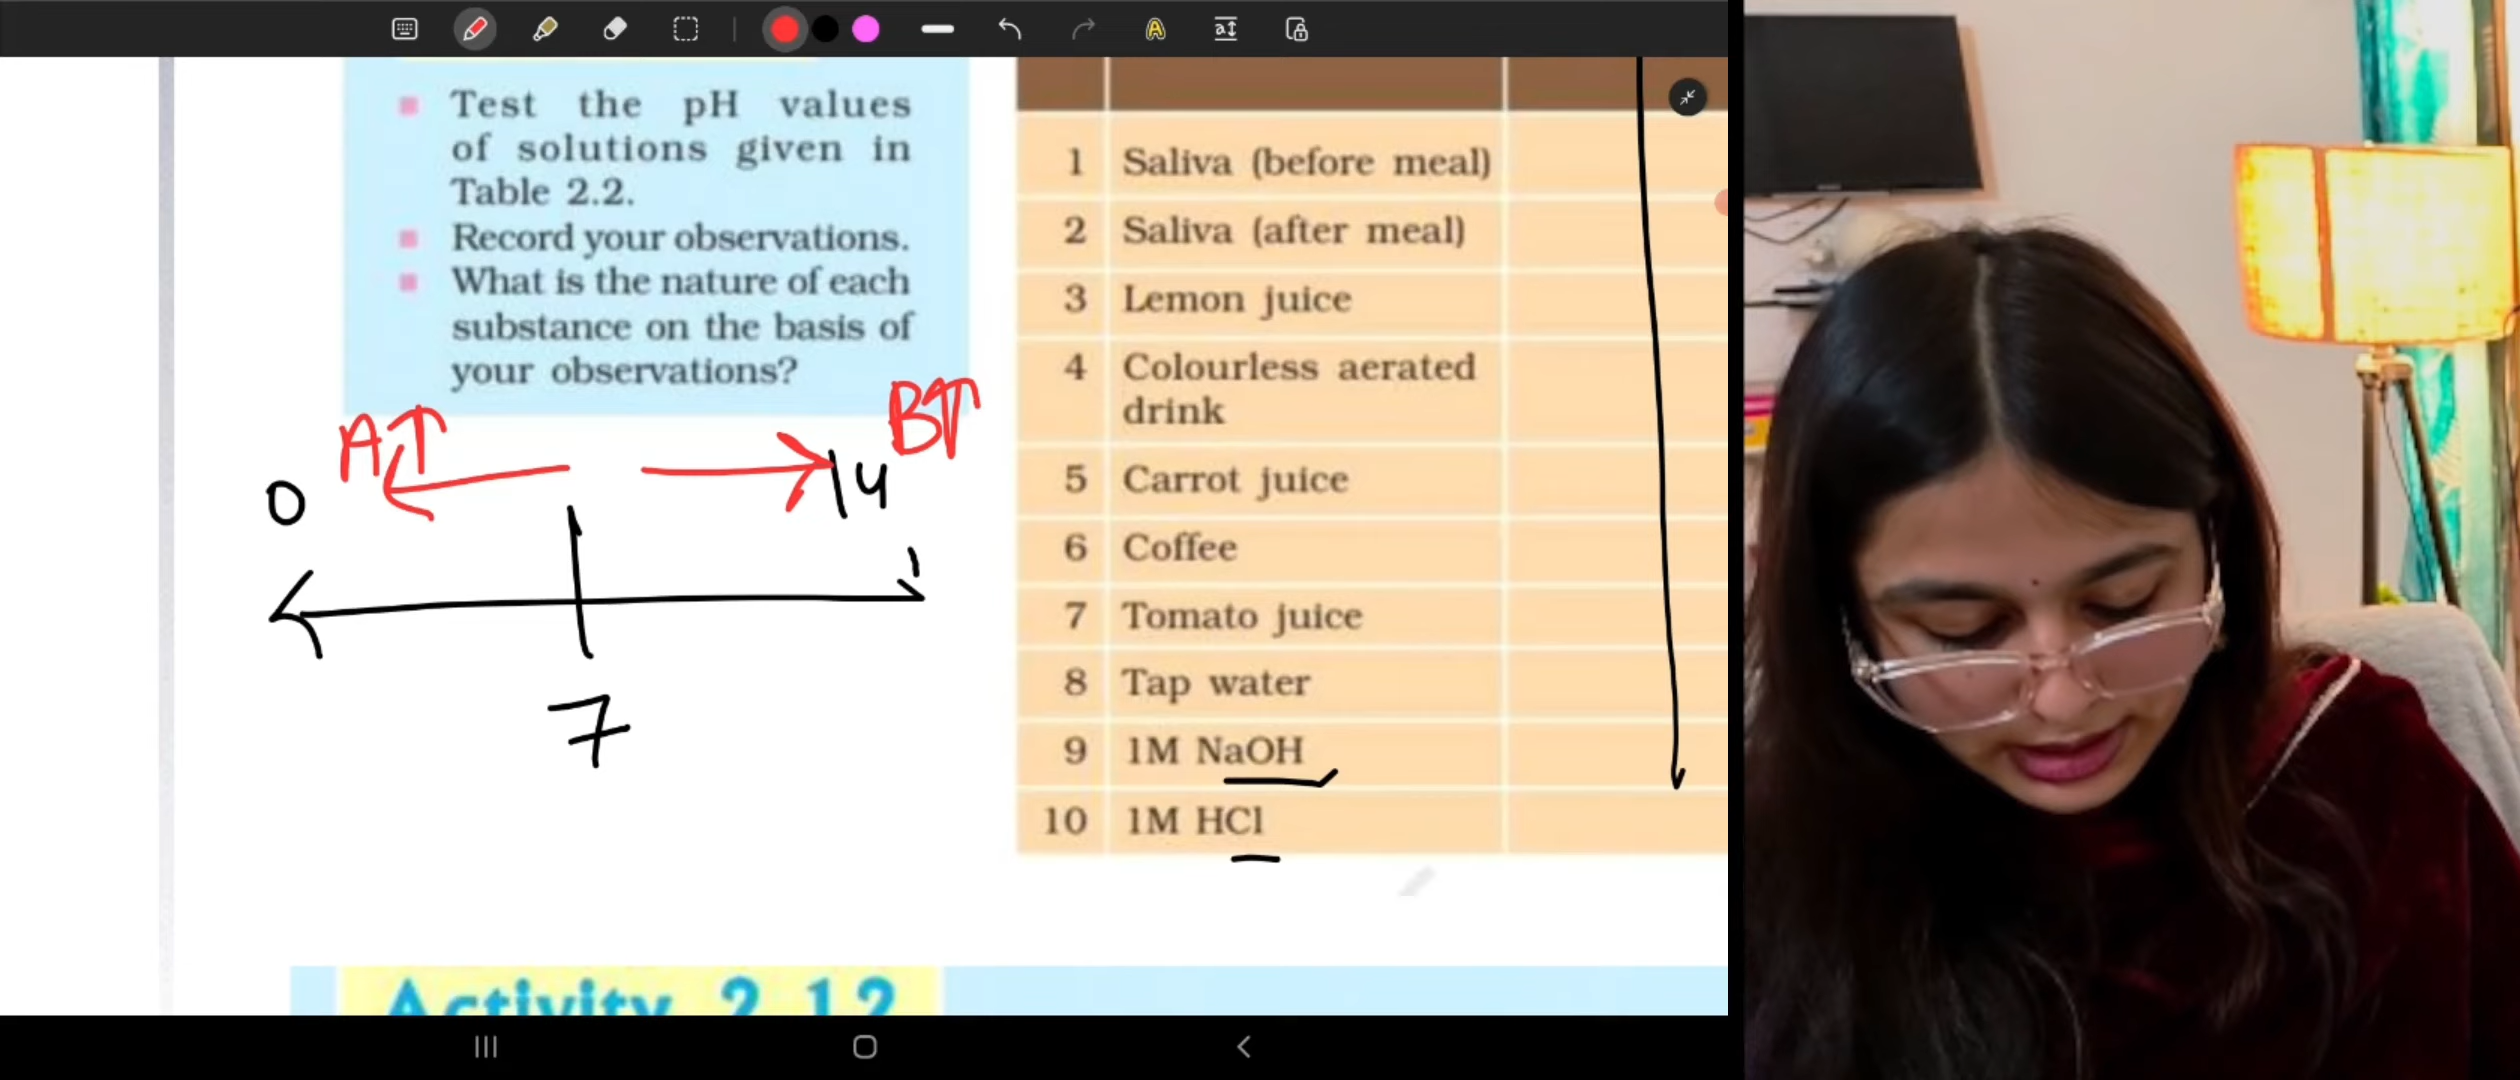 Test the pH values
of solutions given in
Table 2.2.
Record your observations.
What is the nature of each
substance on the basis of
your observations?
A↑
B↑
0
14
7
1 Saliva (before meal)
2 Saliva (after meal)
3 Lemon juice
4 Colourless aerated
drink
5 Carrot juice
6 Coffee
7 Tomato juice
8 Tap water
9 1M NaOH
10 1M HCl
Activity 2.12